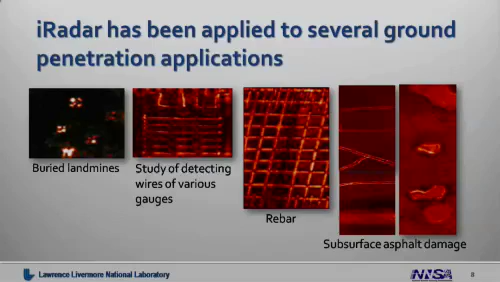 iRadar has been applied to several ground
penetration applications
Buried landmines
Study of detecting
wires of various
gauges
Rebar
Subsurface asphalt damage
Lawrence Livermore National Laboratory
NNSA
8